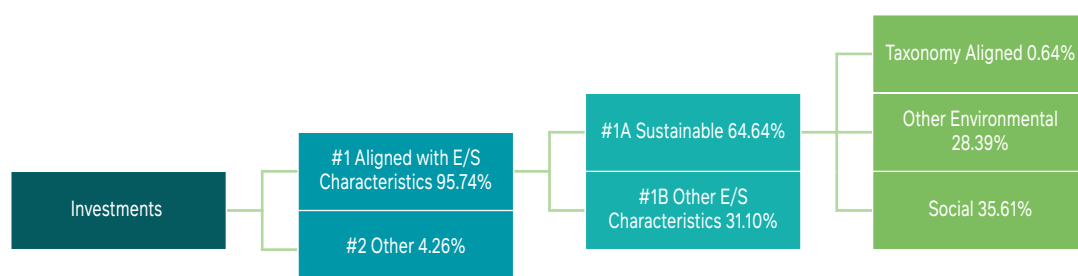 Investments
#1 Aligned with E/S
Characteristics 95.74%
#2 Other 4.26%
#1A Sustainable 64.64%
#1B Other E/S
Characteristics 31.10%
Taxonomy Aligned 0.64%
Other Environmental
28.39%
Social 35.61%